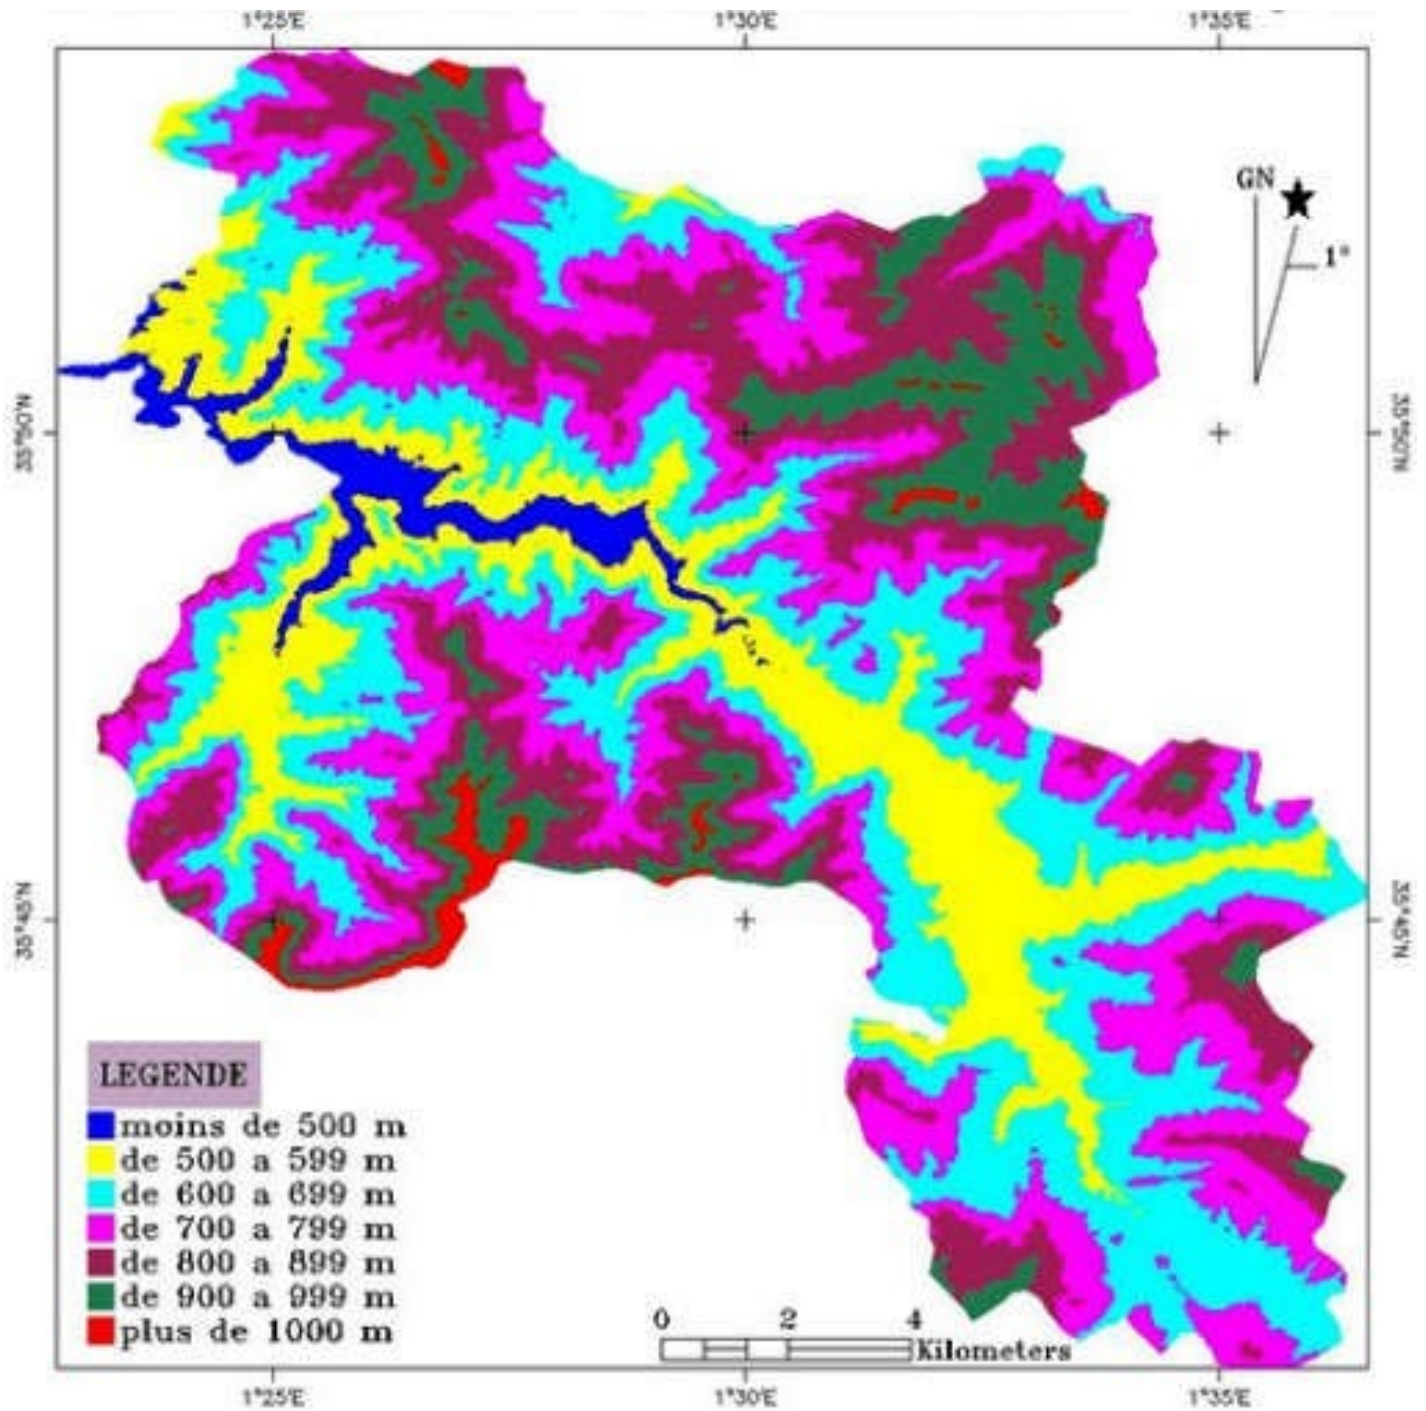 1°25'E 1°30'E 1°35'E
GN
1°
35°50'N 35°50'N
35°45'N 35°45'N
LEGENDE
moins de 500 m
de 500 a 599 m
de 600 a 699 m
de 700 a 799 m
de 800 a 899 m
de 900 a 999 m
plus de 1000 m
0 2 4
Kilometers
1°25'E 1°30'E 1°35'E